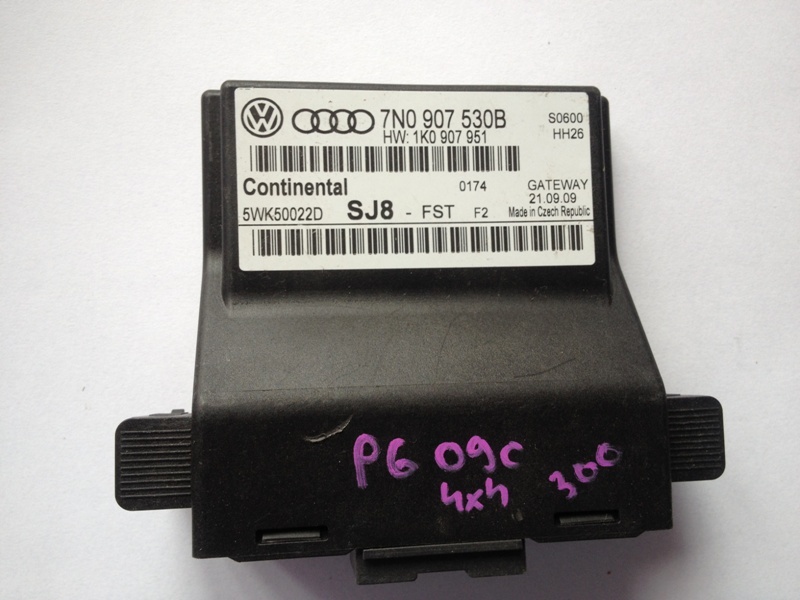 7N0 907 530B S0600
HW: 1K0 907 951 HH26
Continental 0174 GATEWAY
21.09.09
5WK50022D SJ8 - FST F2 Made in Czech Republic
P6 09c 300
4x4